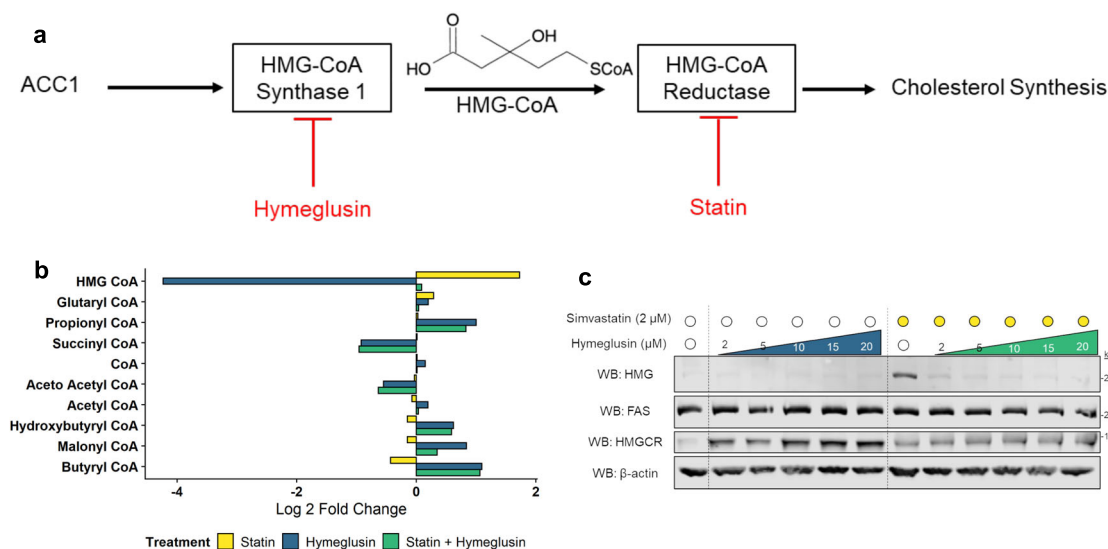 a
ACC1
HMG-CoA
Synthase 1
O
OH
HO
SCoA
HMG-CoA
HMG-CoA
Reductase
Cholesterol Synthesis
Hymeglusin
Statin
b
HMG CoA
Glutaryl CoA
Propionyl CoA
Succinyl CoA
CoA
Aceto Acetyl CoA
Acetyl CoA
Hydroxybutyryl CoA
Malonyl CoA
Butyryl CoA
-4 -2 0 2
Log 2 Fold Change
Treatment Statin Hymeglusin Statin + Hymeglusin
c
Simvastatin (2 μM)
Hymeglusin (μM) 2 5 10 15 20 2 5 10 15 20
WB: HMG
WB: FAS
WB: HMGCR
WB: β-actin